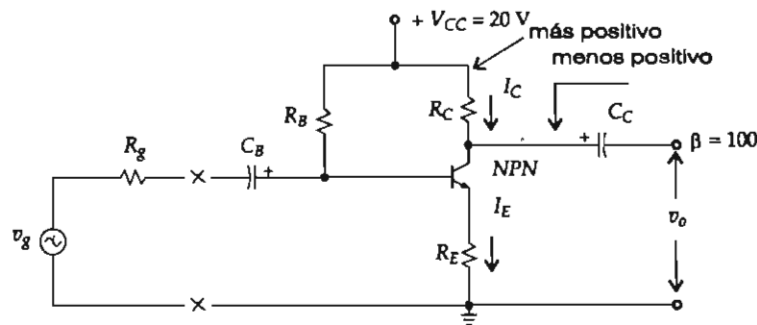 + V_CC = 20 V
más positivo
menos positivo
R_B
R_C
I_C
C_C
β = 100
R_g
C_B
+
+
NPN
I_E
v_g
v_o
R_E